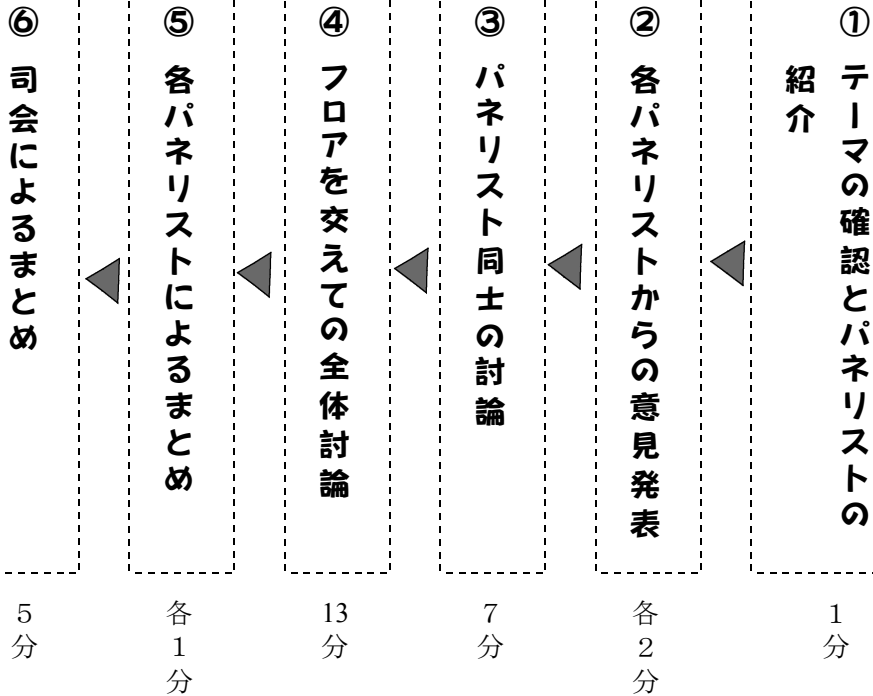 ① テーマの確認とパネリストの
紹介
1分
② 各パネリストからの意見発表
各2分
③ パネリスト同士の討論
7分
④ フロアを交えての全体討論
13分
⑤ 各パネリストによるまとめ
各1分
⑥ 司会によるまとめ
5分